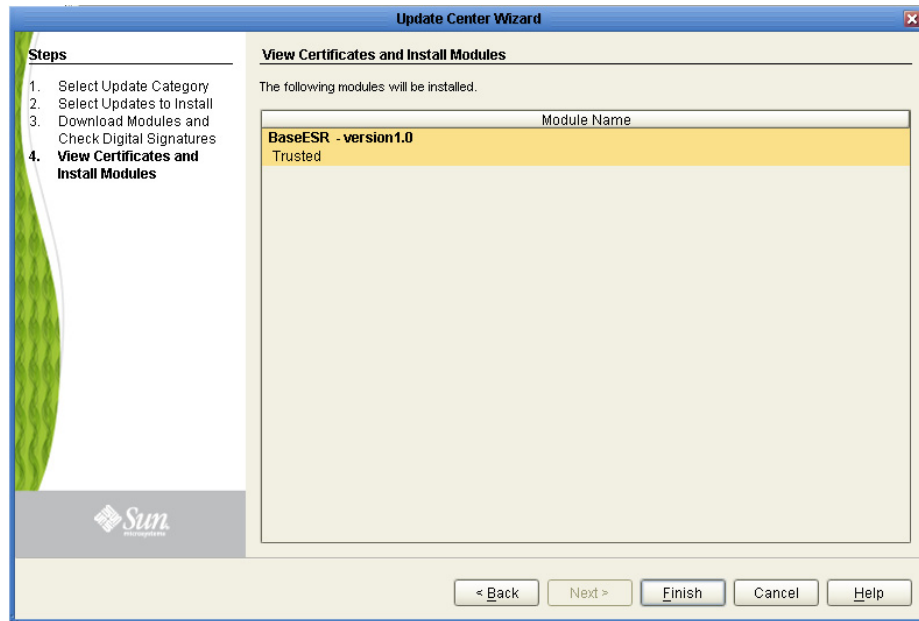 Update Center Wizard
Steps
1. Select Update Category
2. Select Updates to Install
3. Download Modules and
Check Digital Signatures
4. View Certificates and
Install Modules
Sun
microsystems
View Certificates and Install Modules
The following modules will be installed.
Module Name
BaseESR - version1.0
Trusted
< Back
Next >
Finish
Cancel
Help